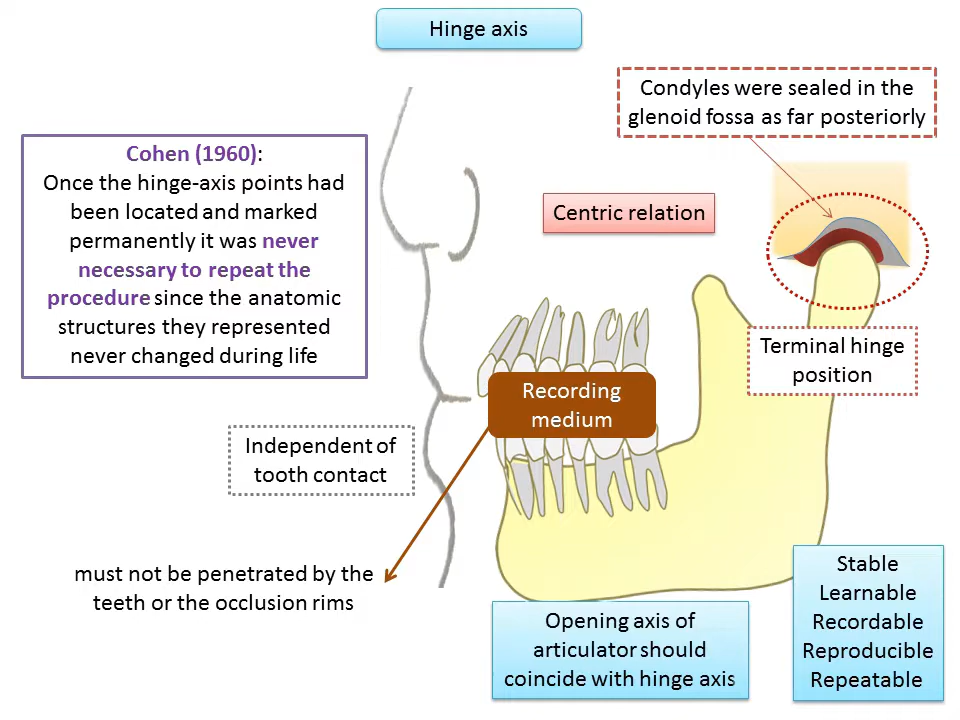 Hinge axis
Condyles were sealed in the
glenoid fossa as far posteriorly
Cohen (1960):
Once the hinge-axis points had
been located and marked
permanently it was never
necessary to repeat the
procedure since the anatomic
structures they represented
never changed during life
Centric relation
Terminal hinge
position
Recording
medium
Independent of
tooth contact
must not be penetrated by the
teeth or the occlusion rims
Opening axis of
articulator should
coincide with hinge axis
Stable
Learnable
Recordable
Reproducible
Repeatable